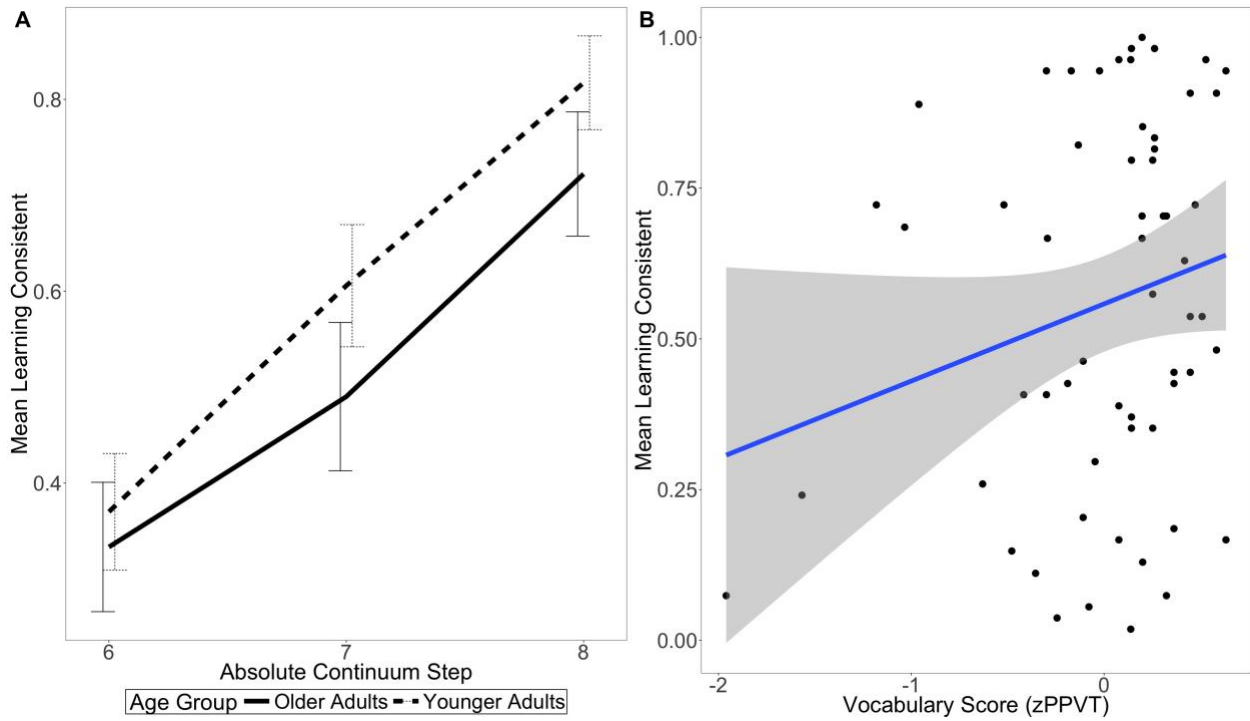 A
Mean Learning Consistent
0.8
0.6
0.4
6
7
8
Absolute Continuum Step
Age Group Older Adults Younger Adults
B
Mean Learning Consistent
1.00
0.75
0.50
0.25
0.00
-2
-1
0
Vocabulary Score (zPPVT)